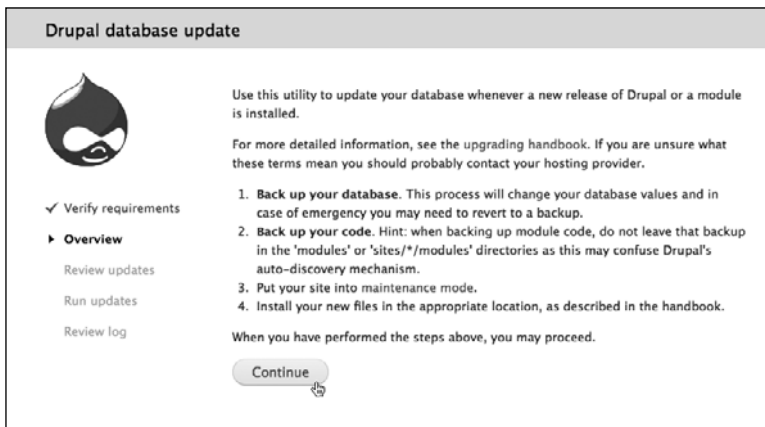 Drupal database update
Use this utility to update your database whenever a new release of Drupal or a module
is installed.
For more detailed information, see the upgrading handbook. If you are unsure what
these terms mean you should probably contact your hosting provider.
1. Back up your database. This process will change your database values and in
case of emergency you may need to revert to a backup.
2. Back up your code. Hint: when backing up module code, do not leave that backup
in the 'modules' or 'sites/*/modules' directories as this may confuse Drupal's
auto-discovery mechanism.
3. Put your site into maintenance mode.
4. Install your new files in the appropriate location, as described in the handbook.
When you have performed the steps above, you may proceed.
Continue
Verify requirements
Overview
Review updates
Run updates
Review log